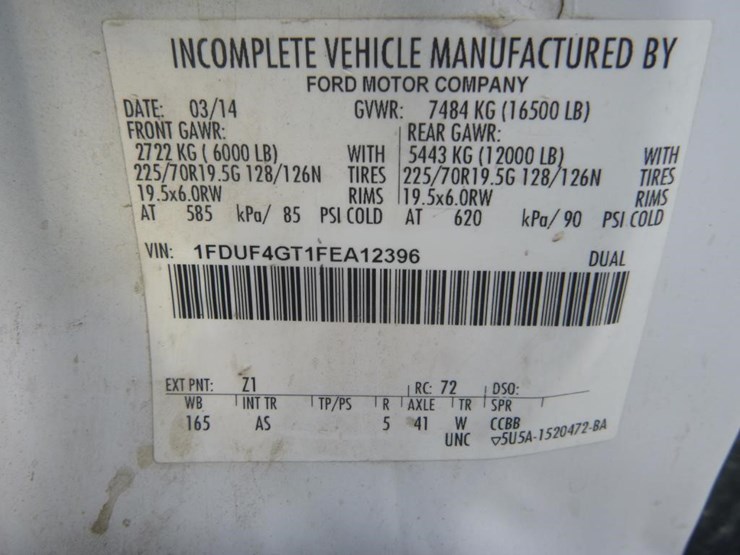 INCOMPLETE VEHICLE MANUFACTURED BY
FORD MOTOR COMPANY
DATE: 03/14 GVWR: 7484 KG (16500 LB)
FRONT GAWR: REAR GAWR:
2722 KG ( 6000 LB) WITH 5443 KG (12000 LB) WITH
225/70R19.5G 128/126N TIRES 225/70R19.5G 128/126N TIRES
19.5x6.0RW RIMS 19.5x6.0RW RIMS
AT 585 kPa/ 85 PSI COLD AT 620 kPa/ 90 PSI COLD
VIN: 1FDUF4GT1FEA12396 DUAL
EXT PNT: Z1 RC: 72 DSO:
WB INT TR TP/PS R AXLE TR SPR
165 AS 5 41 W CCBB
UNC ▽5U5A-1520472-BA